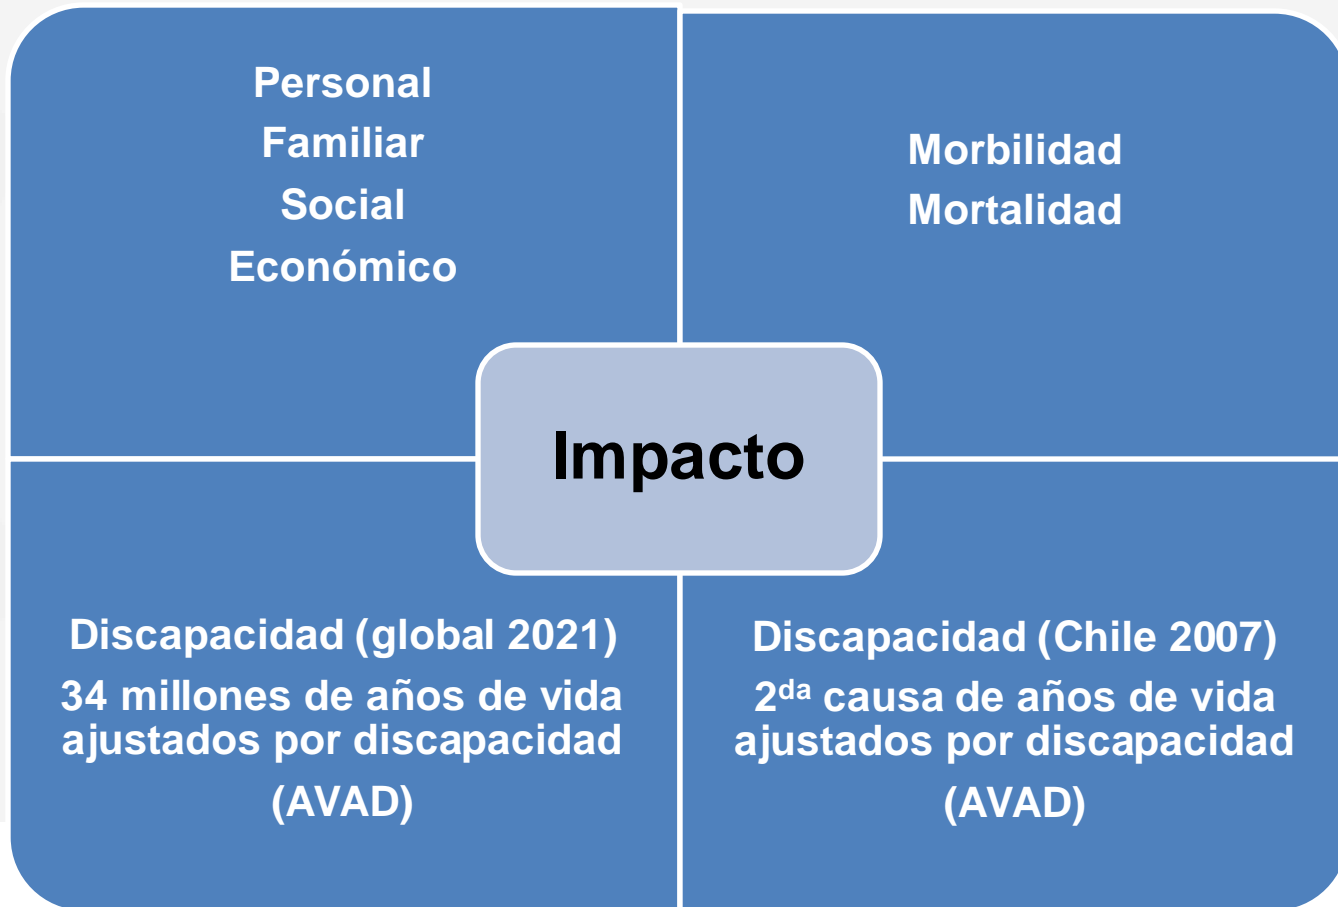 Personal
Familiar
Social
Económico
Morbilidad
Mortalidad
Impacto
Discapacidad (global 2021)
34 millones de años de vida
ajustados por discapacidad
(AVAD)
Discapacidad (Chile 2007)
2da causa de años de vida
ajustados por discapacidad
(AVAD)